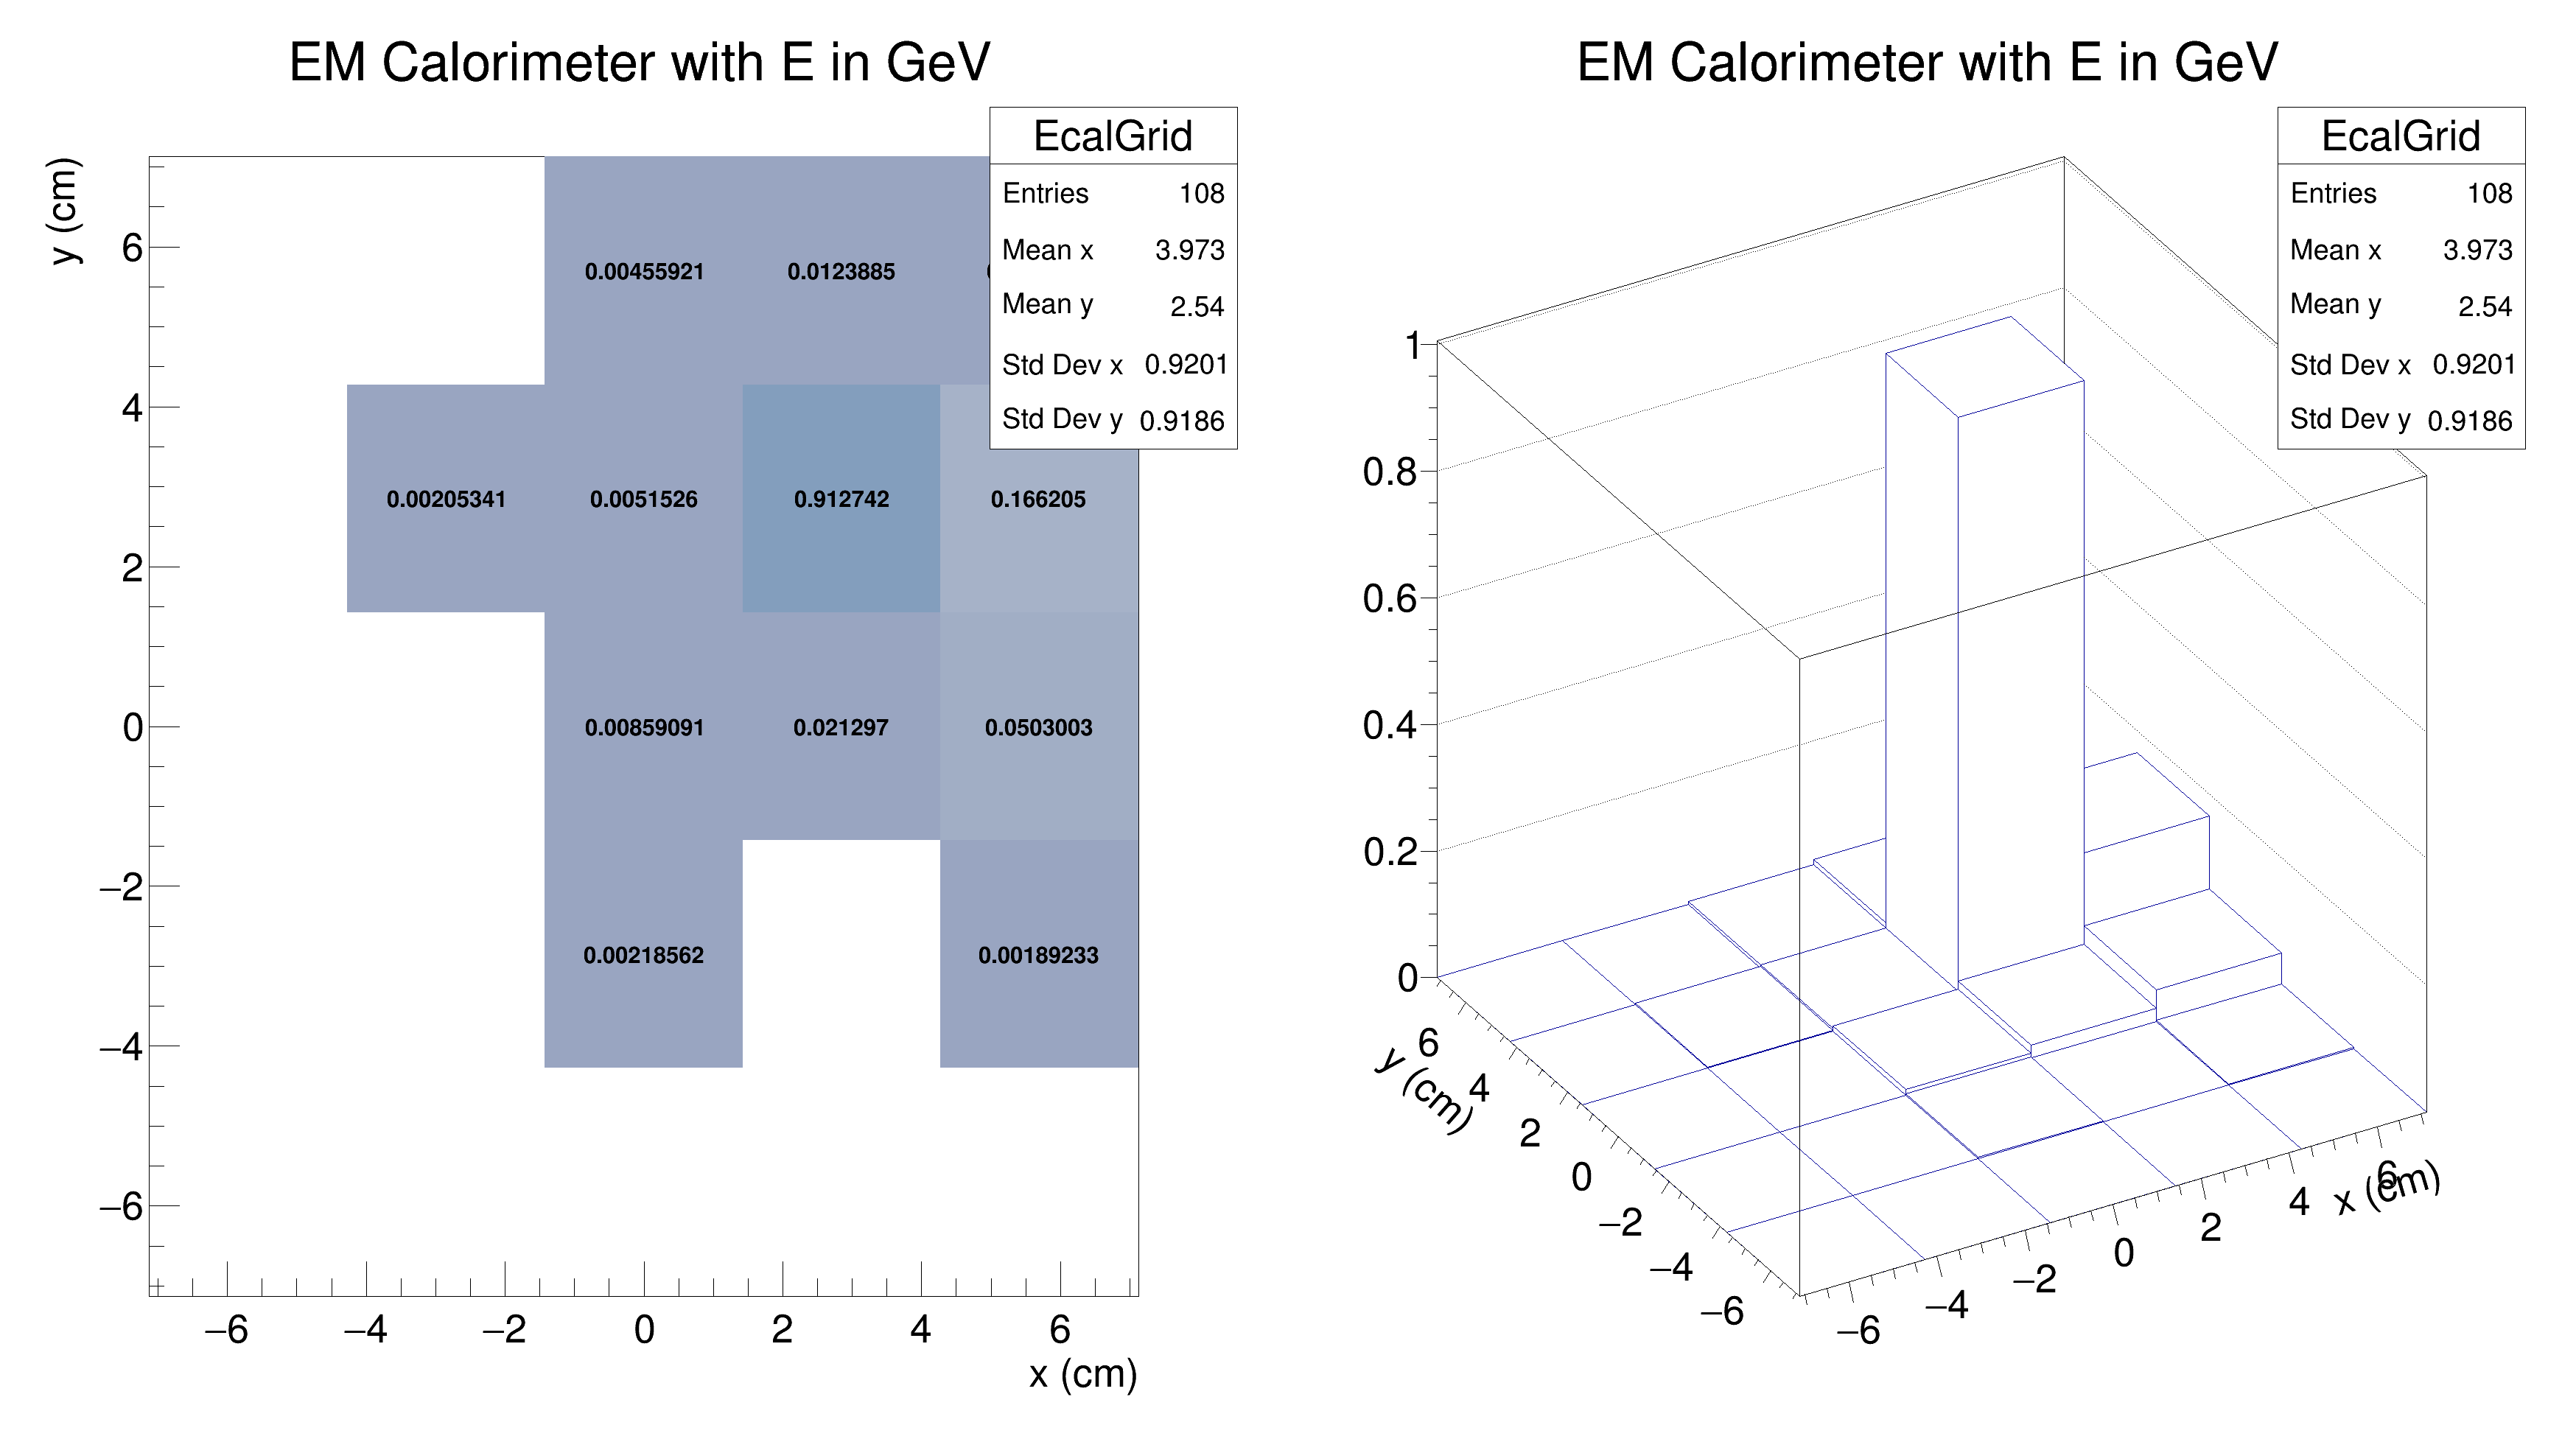 EM Calorimeter with E in GeV
EcalGrid
Entries 108
Mean x 3.973
Mean y 2.54
Std Dev x 0.9201
Std Dev y 0.9186
y (cm)
6
4
2
0
−2
−4
−6
0.00455921 0.0123885
0.00205341 0.0051526 0.912742 0.166205
0.00859091 0.021297 0.0503003
0.00218562 0.00189233
−6 −4 −2 0 2 4 6
x (cm)
EM Calorimeter with E in GeV
EcalGrid
Entries 108
Mean x 3.973
Mean y 2.54
Std Dev x 0.9201
Std Dev y 0.9186
1
0.8
0.6
0.4
0.2
0
6
4
2
0
−2
−4
−6
y (cm)
−6
−4
−2
0
2
4
6
x (cm)